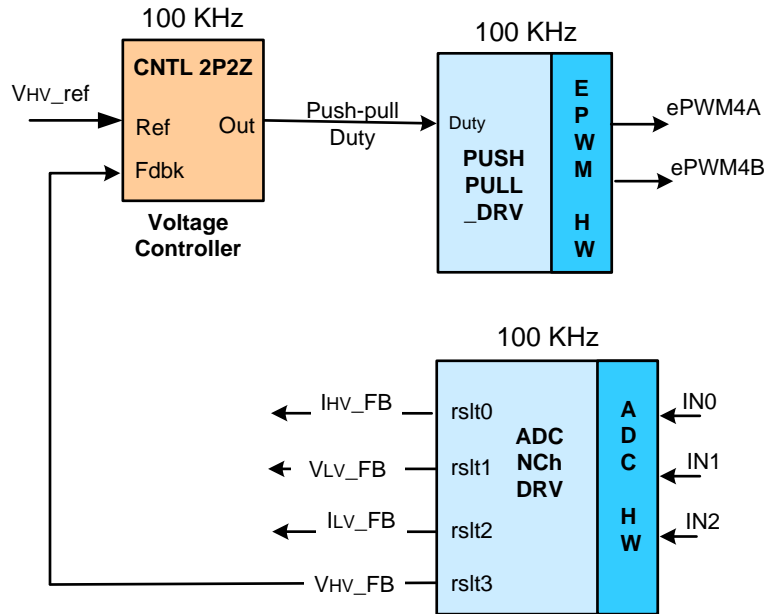 100 KHz
CNTL 2P2Z
VHV_ref
Ref
Out
Fdbk
Voltage
Controller
Push-pull
Duty
100 KHz
Duty
PUSH
PULL
_DRV
E
P
W
M
H
W
ePWM4A
ePWM4B
100 KHz
IHV_FB
VLV_FB
ILV_FB
VHV_FB
rslt0
rslt1
rslt2
rslt3
ADC
NCh
DRV
A
D
C
H
W
IN0
IN1
IN2